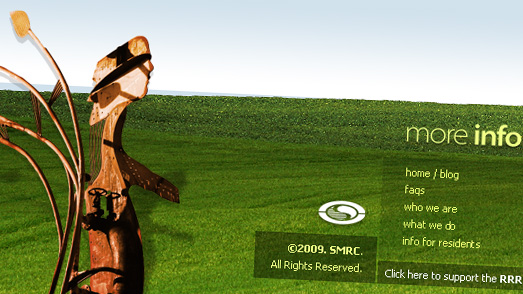 more info
home / blog
faqs
who we are
what we do
info for residents
©2009. SMRC.
All Rights Reserved.
Click here to support the RRR